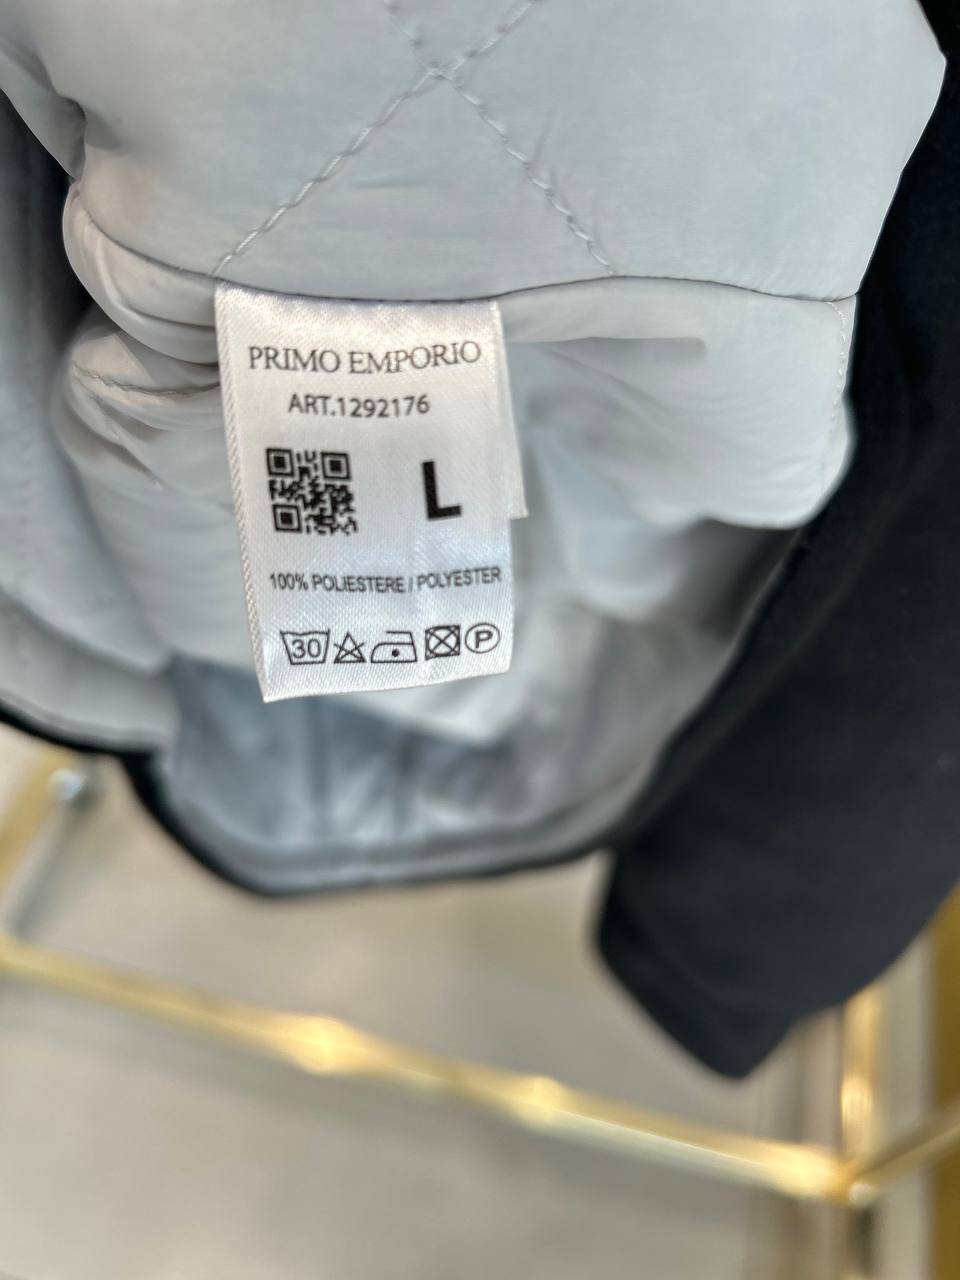 PRIMO EMPORIO
ART.1292176
L
100% POLIESTERE / POLYESTER
30
P